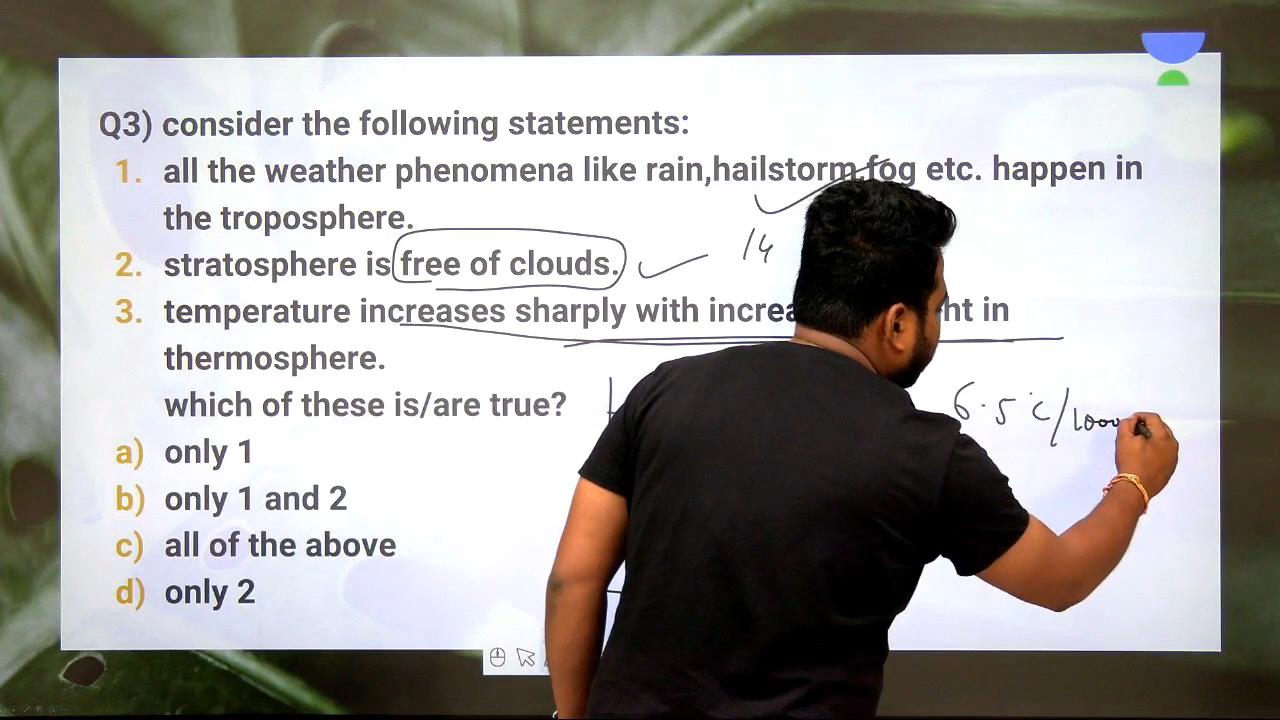 Q3) consider the following statements:
1. all the weather phenomena like rain,hailstorm,fog etc. happen in
the troposphere.
14
2. stratosphere is free of clouds.
3. temperature increases sharply with in
thermosphere.
which of these is/are true?
6.5°c/1000
a) only 1
b) only 1 and 2
c) all of the above
d) only 2